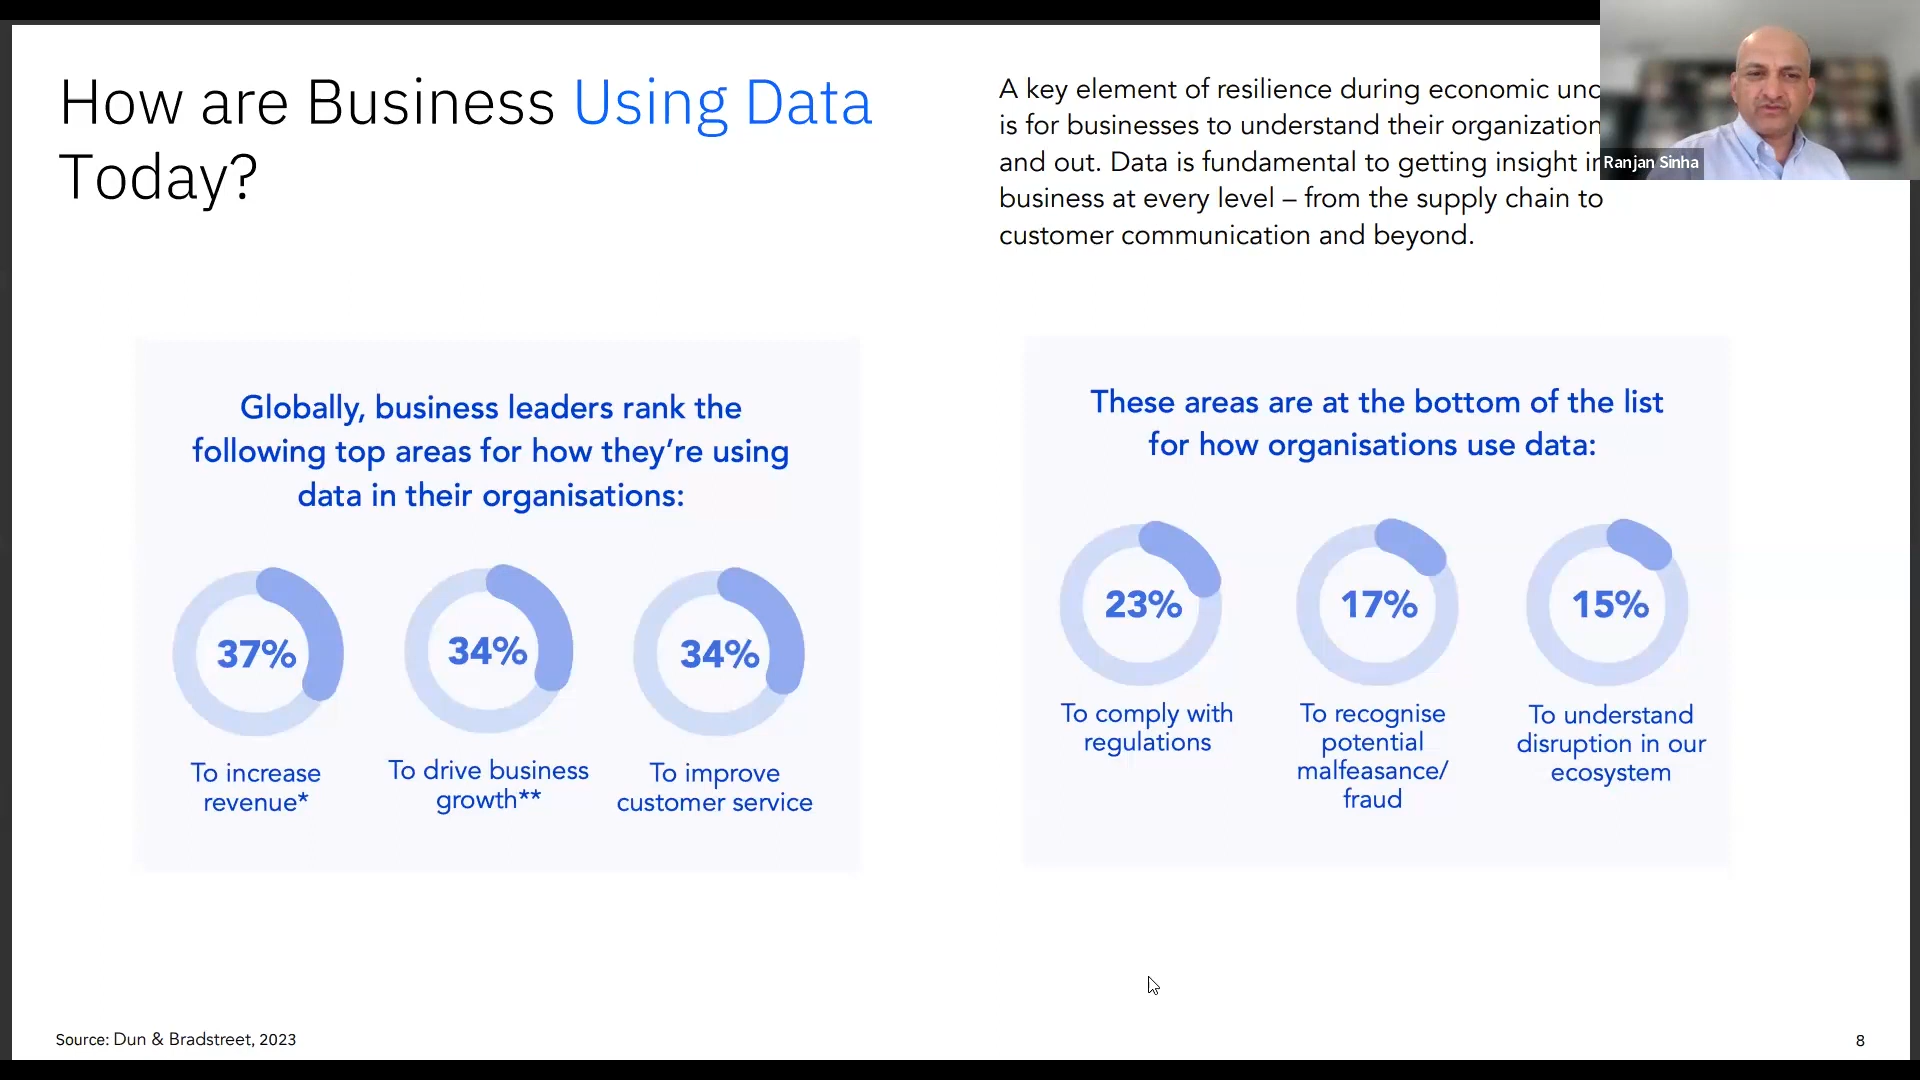 How are Business Using Data
Today?
A key element of resilience during economic
is for businesses to understand their organization
and out. Data is fundamental to getting insight
business at every level – from the supply chain to
customer communication and beyond.
Ranjan Sinha
Globally, business leaders rank the
following top areas for how they’re using
data in their organisations:
37%
34%
34%
To increase
revenue*
To drive business
growth**
To improve
customer service
These areas are at the bottom of the list
for how organisations use data:
23%
17%
15%
To comply with
regulations
To recognise
potential
malfeasance/
fraud
To understand
disruption in our
ecosystem
Source: Dun & Bradstreet, 2023
8